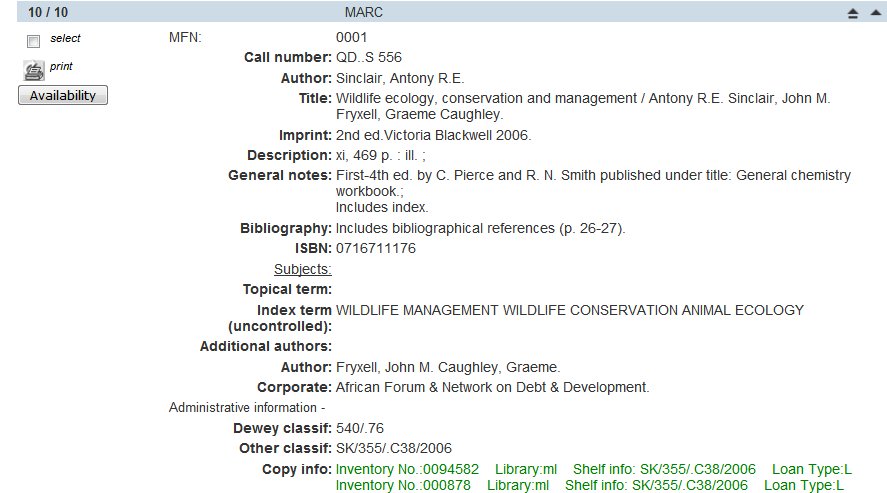 10 / 10 MARC
select MFN: 0001
print Call number: QD..S 556
Author: Sinclair, Antony R.E.
Availability Title: Wildlife ecology, conservation and management / Antony R.E. Sinclair, John M.
Fryxell, Graeme Caughley.
Imprint: 2nd ed.Victoria Blackwell 2006.
Description: xi, 469 p. : ill. ;
General notes: First-4th ed. by C. Pierce and R. N. Smith published under title: General chemistry
workbook.;
Includes index.
Bibliography: Includes bibliographical references (p. 26-27).
ISBN: 0716711176
Subjects:
Topical term:
Index term WILDLIFE MANAGEMENT WILDLIFE CONSERVATION ANIMAL ECOLOGY
(uncontrolled):
Additional authors:
Author: Fryxell, John M. Caughley, Graeme.
Corporate: African Forum & Network on Debt & Development.
Administrative information -
Dewey classif: 540/.76
Other classif: SK/355/.C38/2006
Copy info: Inventory No.:0094582 Library:ml Shelf info: SK/355/.C38/2006 Loan Type:L
Inventory No.:000878 Library:ml Shelf info: SK/355/.C38/2006 Loan Type:L